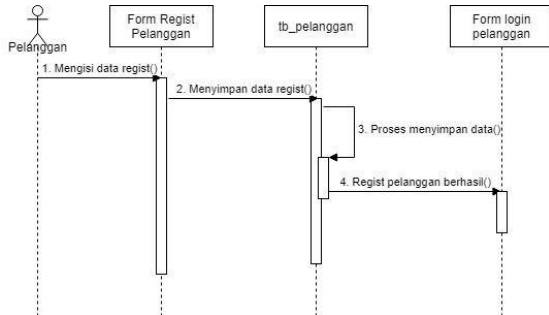 Pelanggan
Form Regist
Pelanggan
tb_pelanggan
Form login
pelanggan
1. Mengisi data regist()
2. Menyimpan data regist()
3. Proses menyimpan data()
4. Regist pelanggan berhasil()